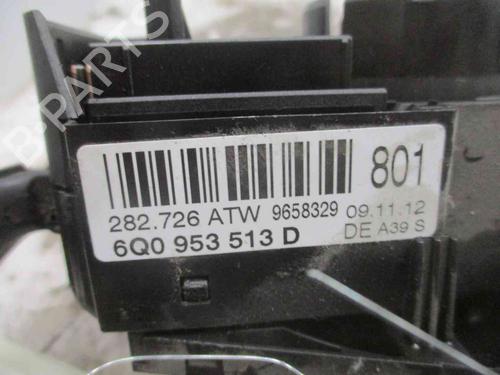 B-PARTS
801
282.726 ATW 9658329 09.11.12
6Q0 953 513 D DE A39 S